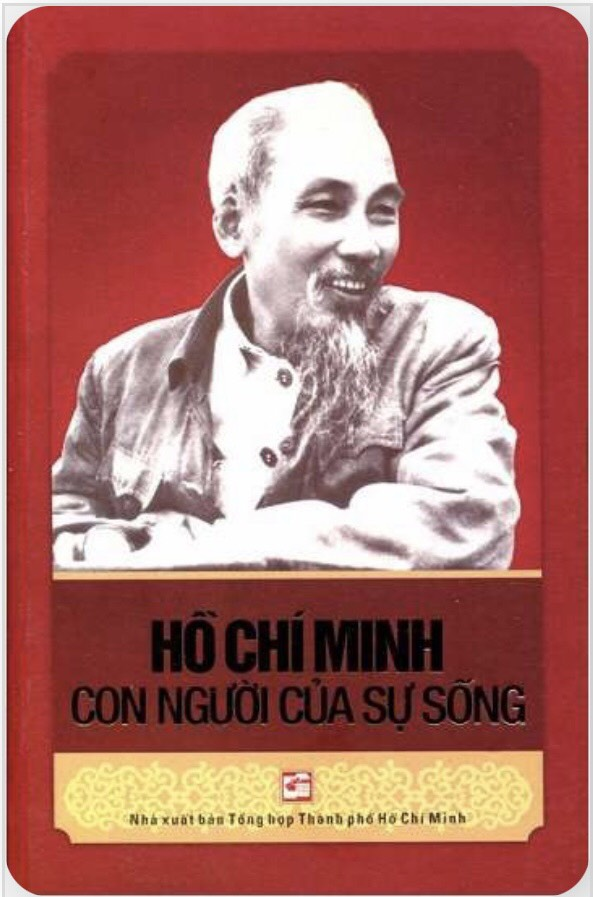 HỒ CHÍ MINH
CON NGƯỜI CỦA SỰ SỐNG
Nhà xuất bản Tổng hợp Thành phố Hồ Chí Minh